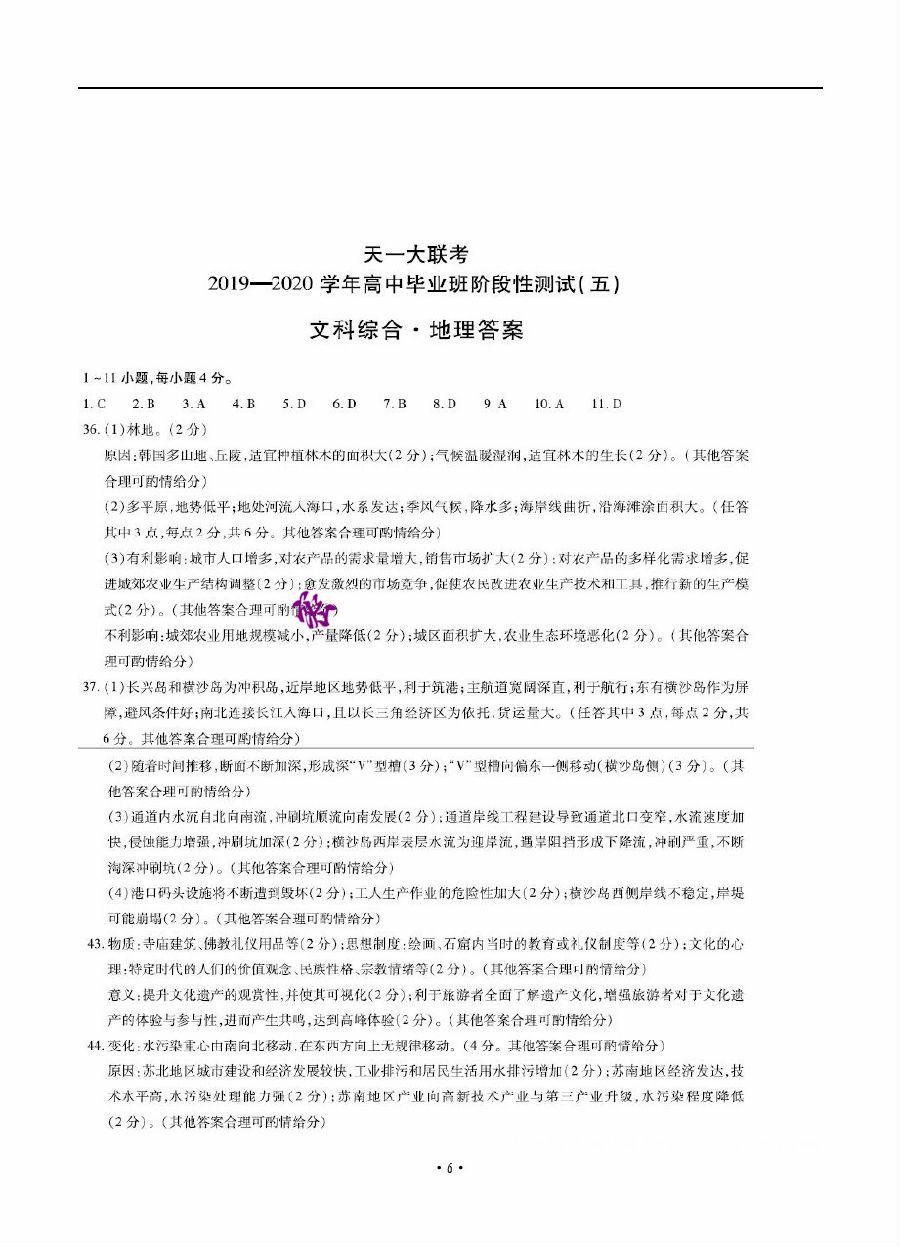 天一大联考
2019—2020 学年高中毕业班阶段性测试(五)
文科综合·地理答案
1~11 小题,每小题 4 分。
1. C 2. B 3. A 4. B 5. D 6. D 7. B 8. D 9 A 10. A 11. D
36. (1)林地。(2 分)
原因:韩国多山地、丘陵,适宜种植林木的面积大(2 分);气候温暖湿润,适宜林木的生长(2 分)。(其他答案
合理可酌情给分)
(2)多平原,地势低平;地处河流入海口,水系发达;季风气候,降水多;海岸线曲折,沿海滩涂面积大。(任答
其中 3 点,每点 2 分,共 6 分。其他答案合理可酌情给分)
(3)有利影响:城市人口增多,对农产品的需求量增大,销售市场扩大(2 分);对农产品的多样化需求增多,促
进城郊农业生产结构调整(2 分);愈发激烈的市场竞争,促使农民改进农业生产技术和工具,推行新的生产模
式(2 分)。(其他答案合理可酌
不利影响:城郊农业用地规模减小,产量降低(2 分);城区面积扩大,农业生态环境恶化(2 分)。(其他答案合
理可酌情给分)
37. (1)长兴岛和横沙岛为冲积岛,近岸地区地势低平,利于筑港;主航道宽阔深直,利于航行;东有横沙岛作为屏
障,避风条件好;南北连接长江入海口,且以长三角经济区为依托,货运量大。(任答其中 3 点,每点 2 分,共
6 分。其他答案合理可酌情给分)
(2)随着时间推移,断面不断加深,形成深“V”型槽(3 分);“V”型槽向偏东一侧移动(横沙岛侧)(3 分)。(其
他答案合理可酌情给分)
(3)通道内水流自北向南流,冲刷坑顺流向南发展(2 分);通道岸线工程建设导致通道北口变窄,水流速度加
快,侵蚀能力增强,冲刷坑加深(2 分);横沙岛西岸表层水流为迎岸流,遇岸阻挡形成下降流,冲刷严重,不断
淘深冲刷坑(2 分)。(其他答案合理可酌情给分)
(4)港口码头设施将不断遭到毁坏(2 分);工人生产作业的危险性加大(2 分);横沙岛西侧岸线不稳定,岸堤
可能崩塌(2 分)。(其他答案合理可酌情给分)
43. 物质:寺庙建筑、佛教礼仪用品等(2 分);思想制度:绘画、石窟内当时的教育或礼仪制度等(2 分);文化的心
理:特定时代的人们的价值观念、民族性格、宗教情绪等(2 分)。(其他答案合理可酌情给分)
意义:提升文化遗产的观赏性,并使其可视化(2 分);利于旅游者全面了解遗产文化,增强旅游者对于文化遗
产的体验与参与性,进而产生共鸣,达到高峰体验(2 分)。(其他答案合理可酌情给分)
44. 变化:水污染重心由南向北移动,在东西方向上无规律移动。(4 分。其他答案合理可酌情给分)
原因:苏北地区城市建设和经济发展较快,工业排污和居民生活用水排污增加(2 分);苏南地区经济发达,技
术水平高,水污染处理能力强(2 分);苏南地区产业向高新技术产业与第三产业升级,水污染程度降低
(2 分)。(其他答案合理可酌情给分)
• 6 •